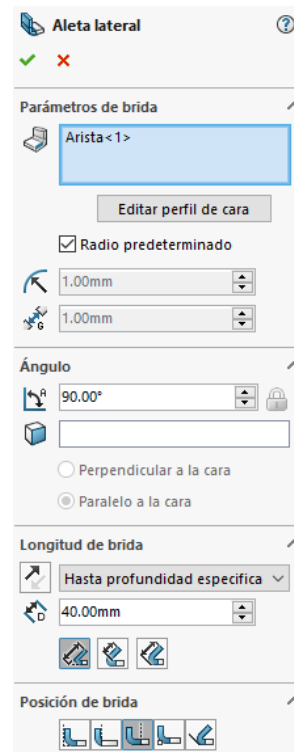 Aleta lateral
Parámetros de brida
Arista<1>
Editar perfil de cara
Radio predeterminado
1.00mm
G
1.00mm
Ángulo
A
90.00°
Perpendicular a la cara
Paralelo a la cara
Longitud de brida
Hasta profundidad especifica
D
40.00mm
Posición de brida